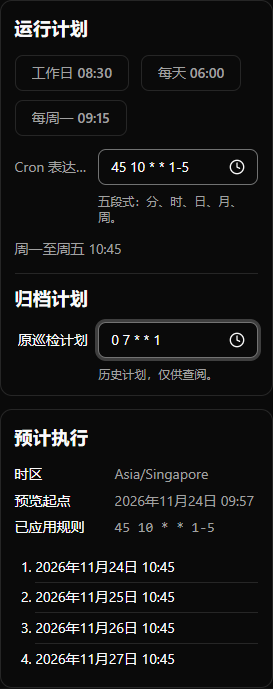 运行计划
工作日 08:30
每天 06:00
每周一 09:15
Cron 表达...
45 10 * * 1-5
五段式：分、时、日、月、
周。
周一至周五 10:45
归档计划
原巡检计划
0 7 * * 1
历史计划，仅供查阅。
预计执行
时区 Asia/Singapore
预览起点 2026年11月24日 09:57
已应用规则 45 10 * * 1-5
1. 2026年11月24日 10:45
2. 2026年11月25日 10:45
3. 2026年11月26日 10:45
4. 2026年11月27日 10:45